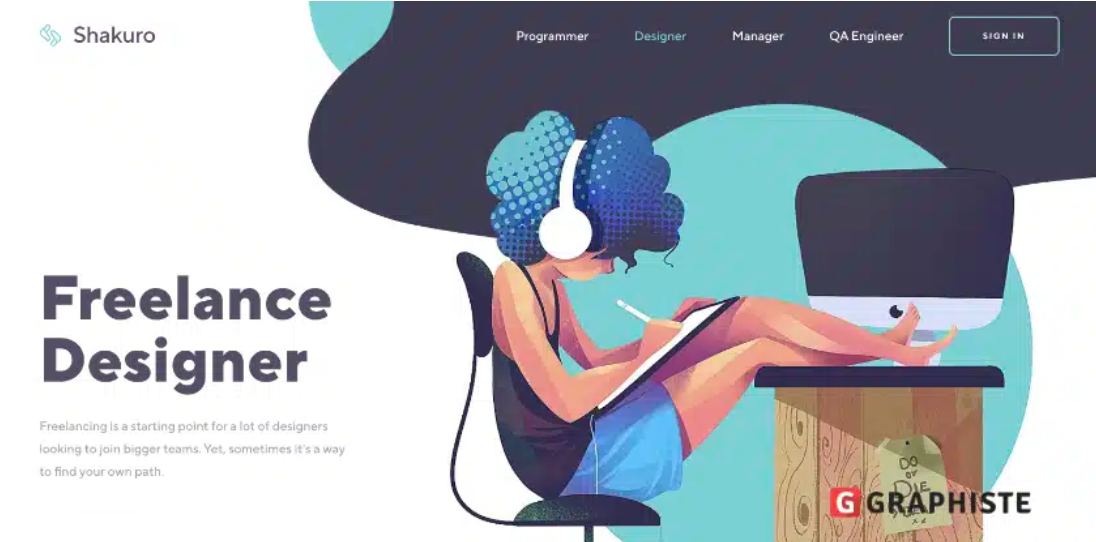 Shakuro
Programmer Designer Manager QA Engineer SIGN IN
Freelance
Designer
Freelancing is a starting point for a lot of designers
looking to join bigger teams. Yet, sometimes it's a way
to find your own path.
DO
or
DIE
G GRAPHISTE